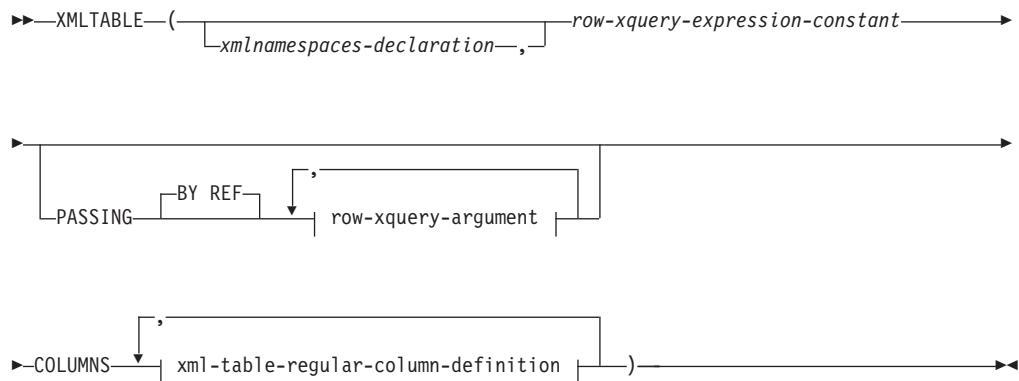 XMLTABLE ( row-xquery-expression-constant
xmlnamespaces-declaration ,
,
BY REF
PASSING row-xquery-argument
,
COLUMNS xml-table-regular-column-definition )